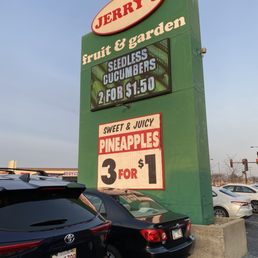 JERRY'S
fruit & garden
SEEDLESS
CUCUMBERS
2 FOR $1.50
SWEET & JUICY
PINEAPPLES
3 FOR $1